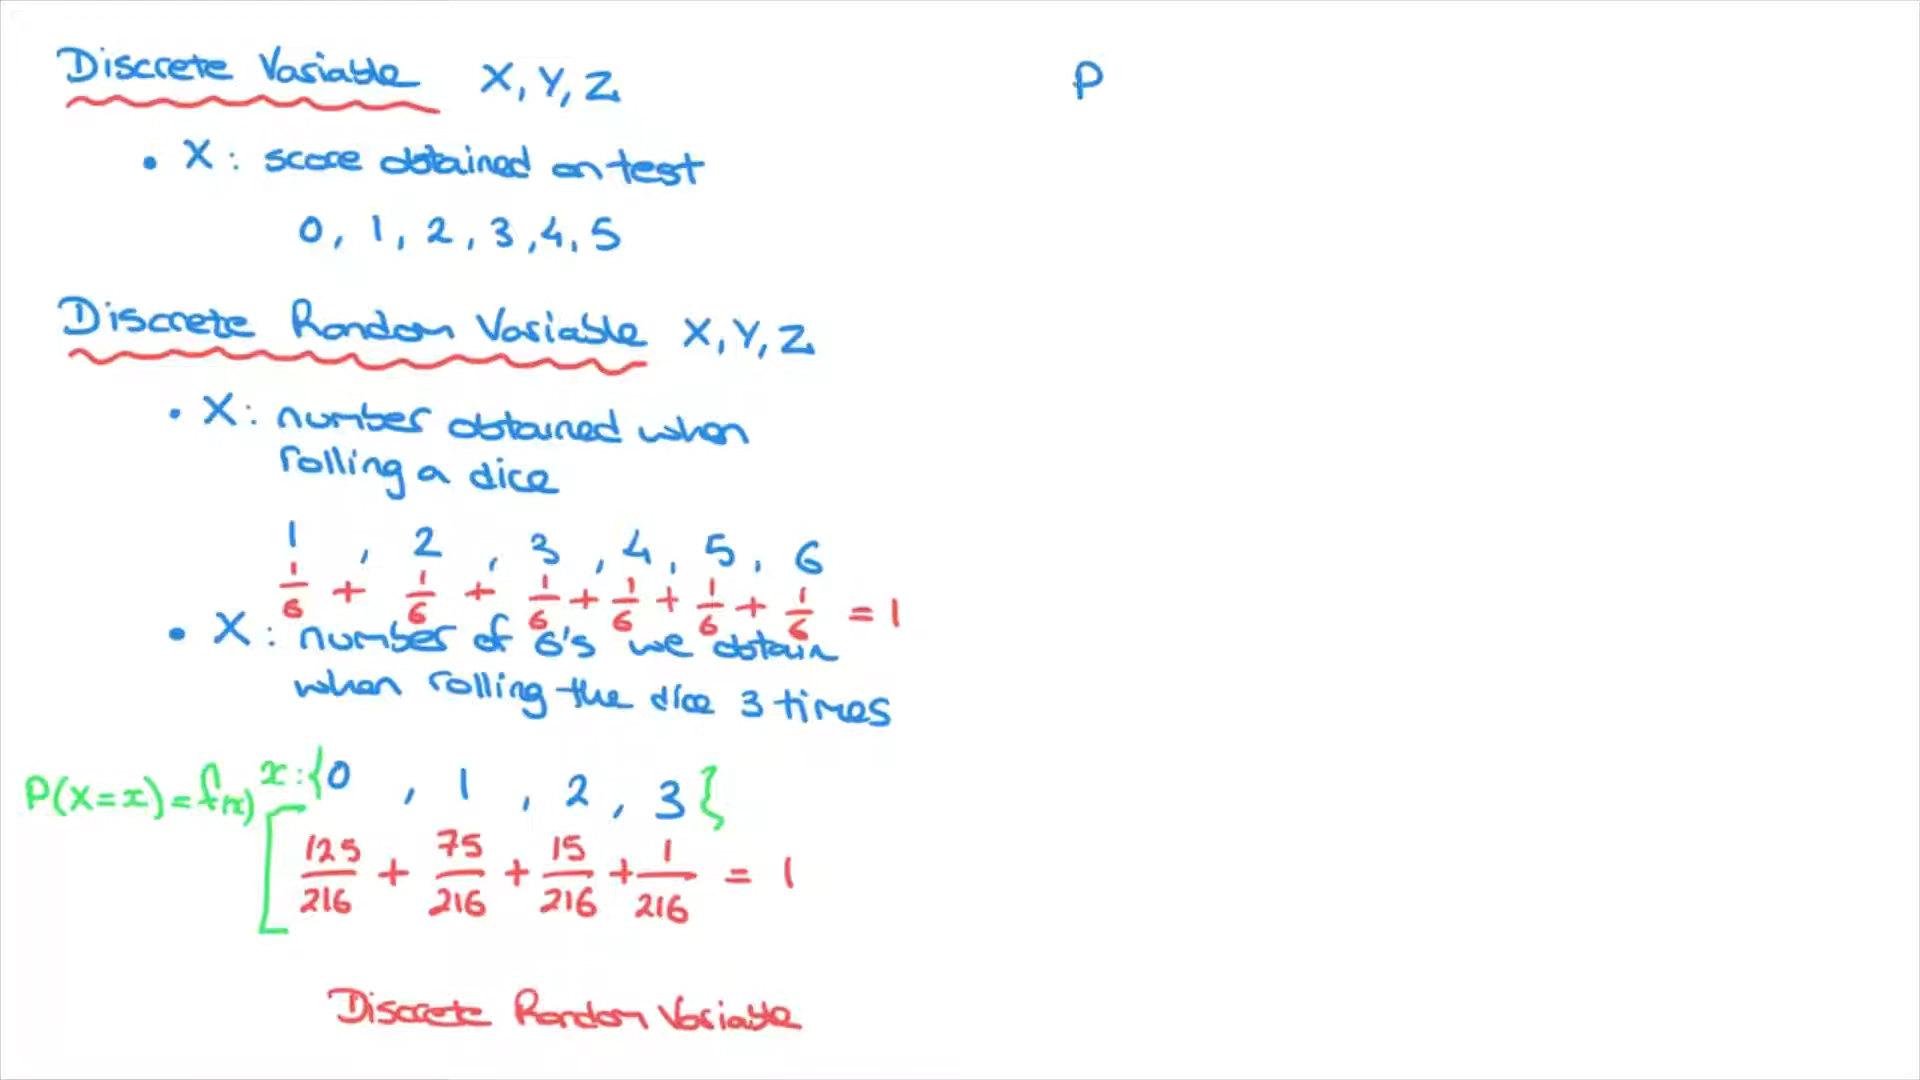 Discrete Variable X, Y, Z
• X : score obtained on test
0, 1, 2, 3, 4, 5
Discrete Random Variable X, Y, Z
• X : number obtained when
rolling a dice
1 , 2 , 3 , 4 , 5 , 6
1/6 + 1/6 + 1/6 + 1/6 + 1/6 + 1/6 = 1
• X : number of 6's we obtain
when rolling the dice 3 times
P(X=x) = f(x) x : {0 , 1 , 2 , 3}
125/216 + 75/216 + 15/216 + 1/216 = 1
Discrete Random Variable
P